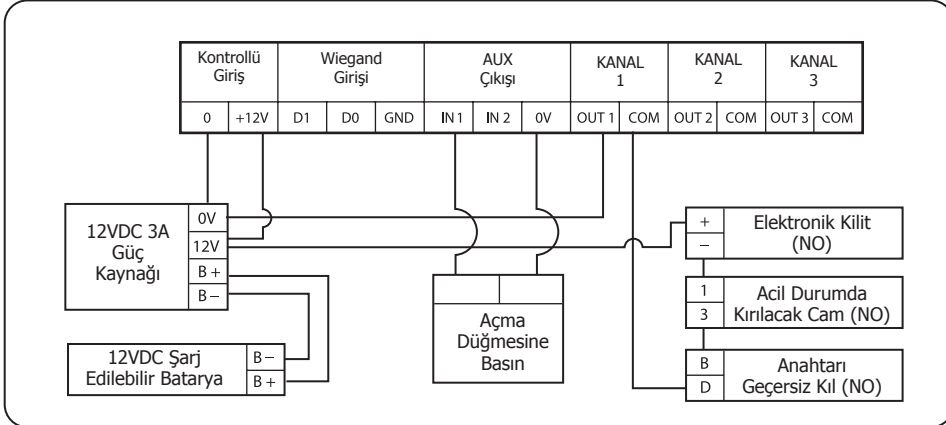 Kontrollü Giriş
Wiegand Girişi
AUX Çıkışı
KANAL 1
KANAL 2
KANAL 3
0
+12V
D1
D0
GND
IN 1
IN 2
0V
OUT 1
COM
OUT 2
COM
OUT 3
COM
12VDC 3A
Güç
Kaynağı
0V
12V
B +
B –
12VDC Şarj
Edilebilir Batarya
B –
B +
Açma
Düğmesine
Basın
+
–
Elektronik Kilit
(NO)
1
3
Acil Durumda
Kırılacak Cam (NO)
B
D
Anahtarı
Geçersiz Kıl (NO)